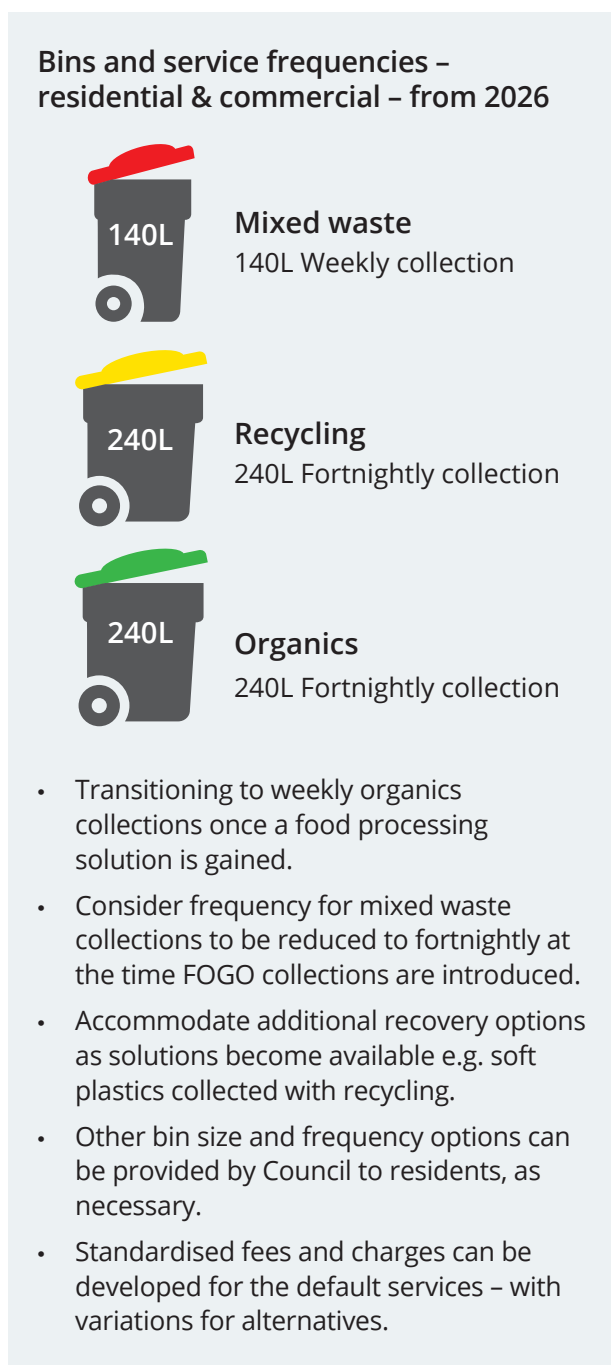 Bins and service frequencies –
residential & commercial – from 2026
140L
Mixed waste
140L Weekly collection
240L
Recycling
240L Fortnightly collection
240L
Organics
240L Fortnightly collection
• Transitioning to weekly organics
collections once a food processing
solution is gained.
• Consider frequency for mixed waste
collections to be reduced to fortnightly at
the time FOGO collections are introduced.
• Accommodate additional recovery options
as solutions become available e.g. soft
plastics collected with recycling.
• Other bin size and frequency options can
be provided by Council to residents, as
necessary.
• Standardised fees and charges can be
developed for the default services – with
variations for alternatives.